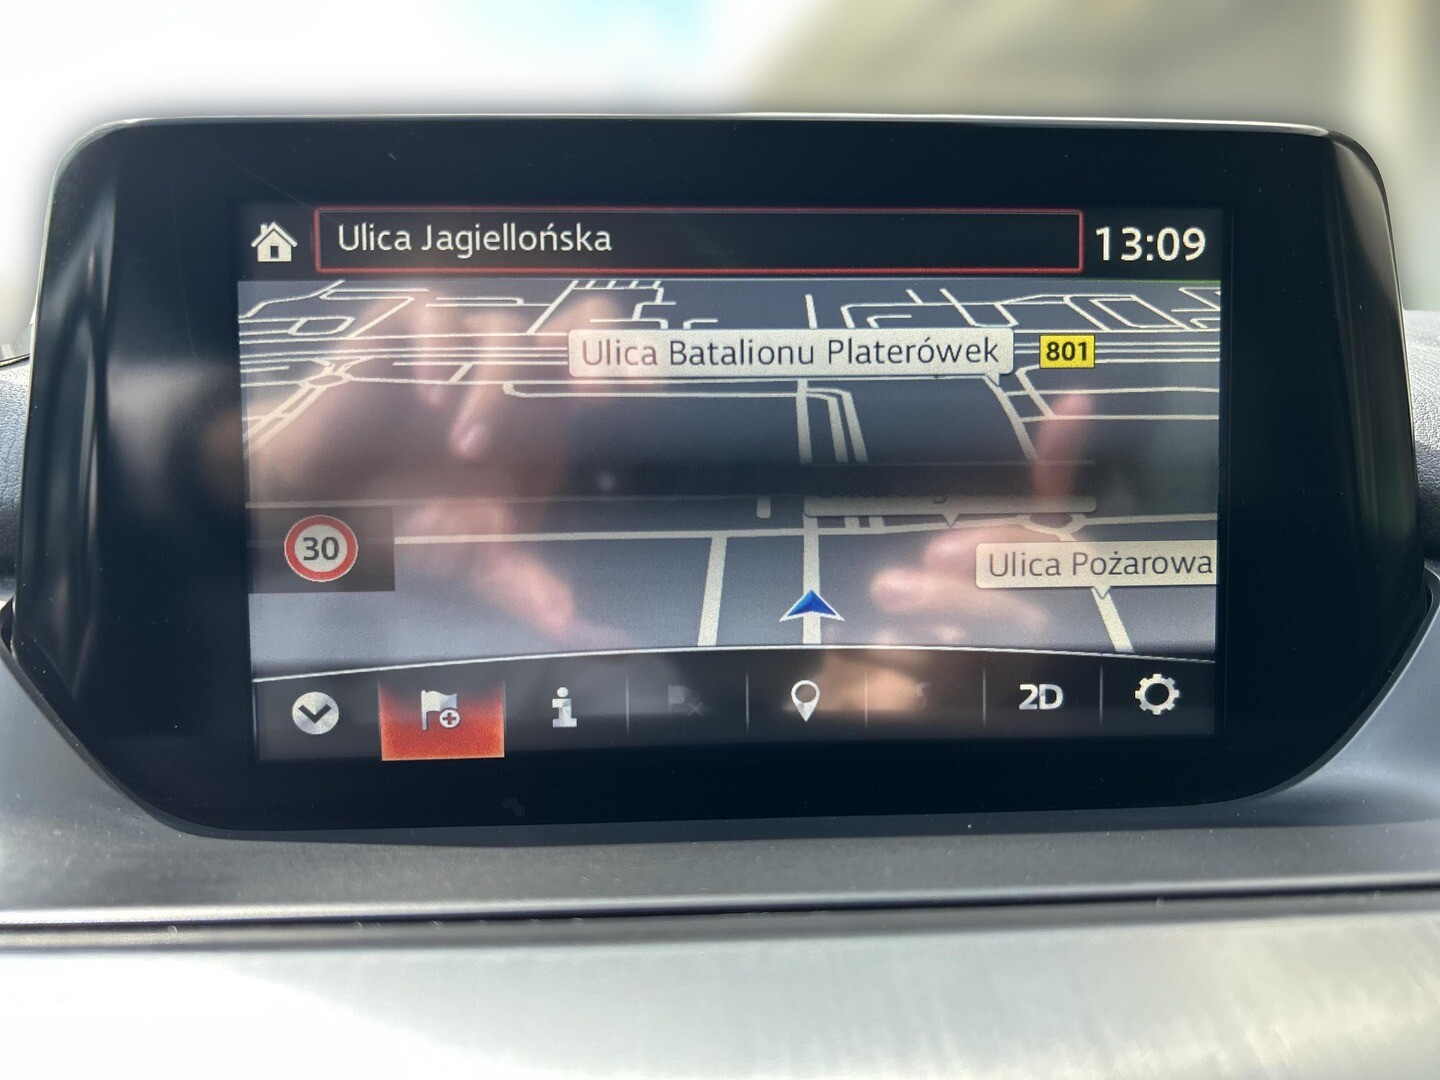 Ulica Jagiellońska
13:09
Ulica Batalionu Platerówek
801
30
Ulica Pożarowa
2D